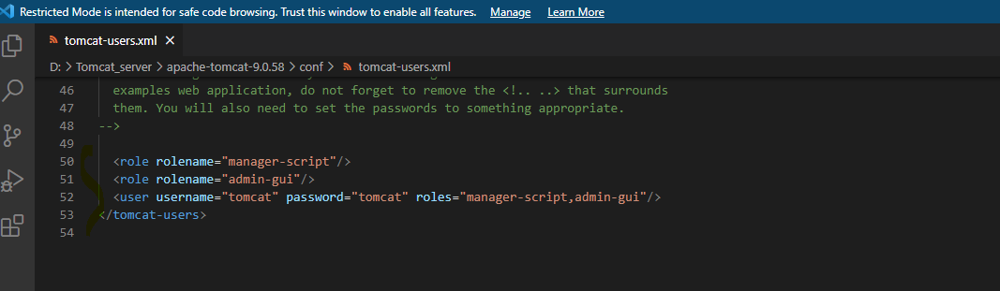 Restricted Mode is intended for safe code browsing. Trust this window to enable all features. Manage Learn More
tomcat-users.xml
D: > Tomcat_server > apache-tomcat-9.0.58 > conf > tomcat-users.xml
46 examples web application, do not forget to remove the <!.. ..> that surrounds
47 them. You will also need to set the passwords to something appropriate.
48 -->
49
50 <role rolename="manager-script"/>
51 <role rolename="admin-gui"/>
52 <user username="tomcat" password="tomcat" roles="manager-script,admin-gui"/>
53 </tomcat-users>
54